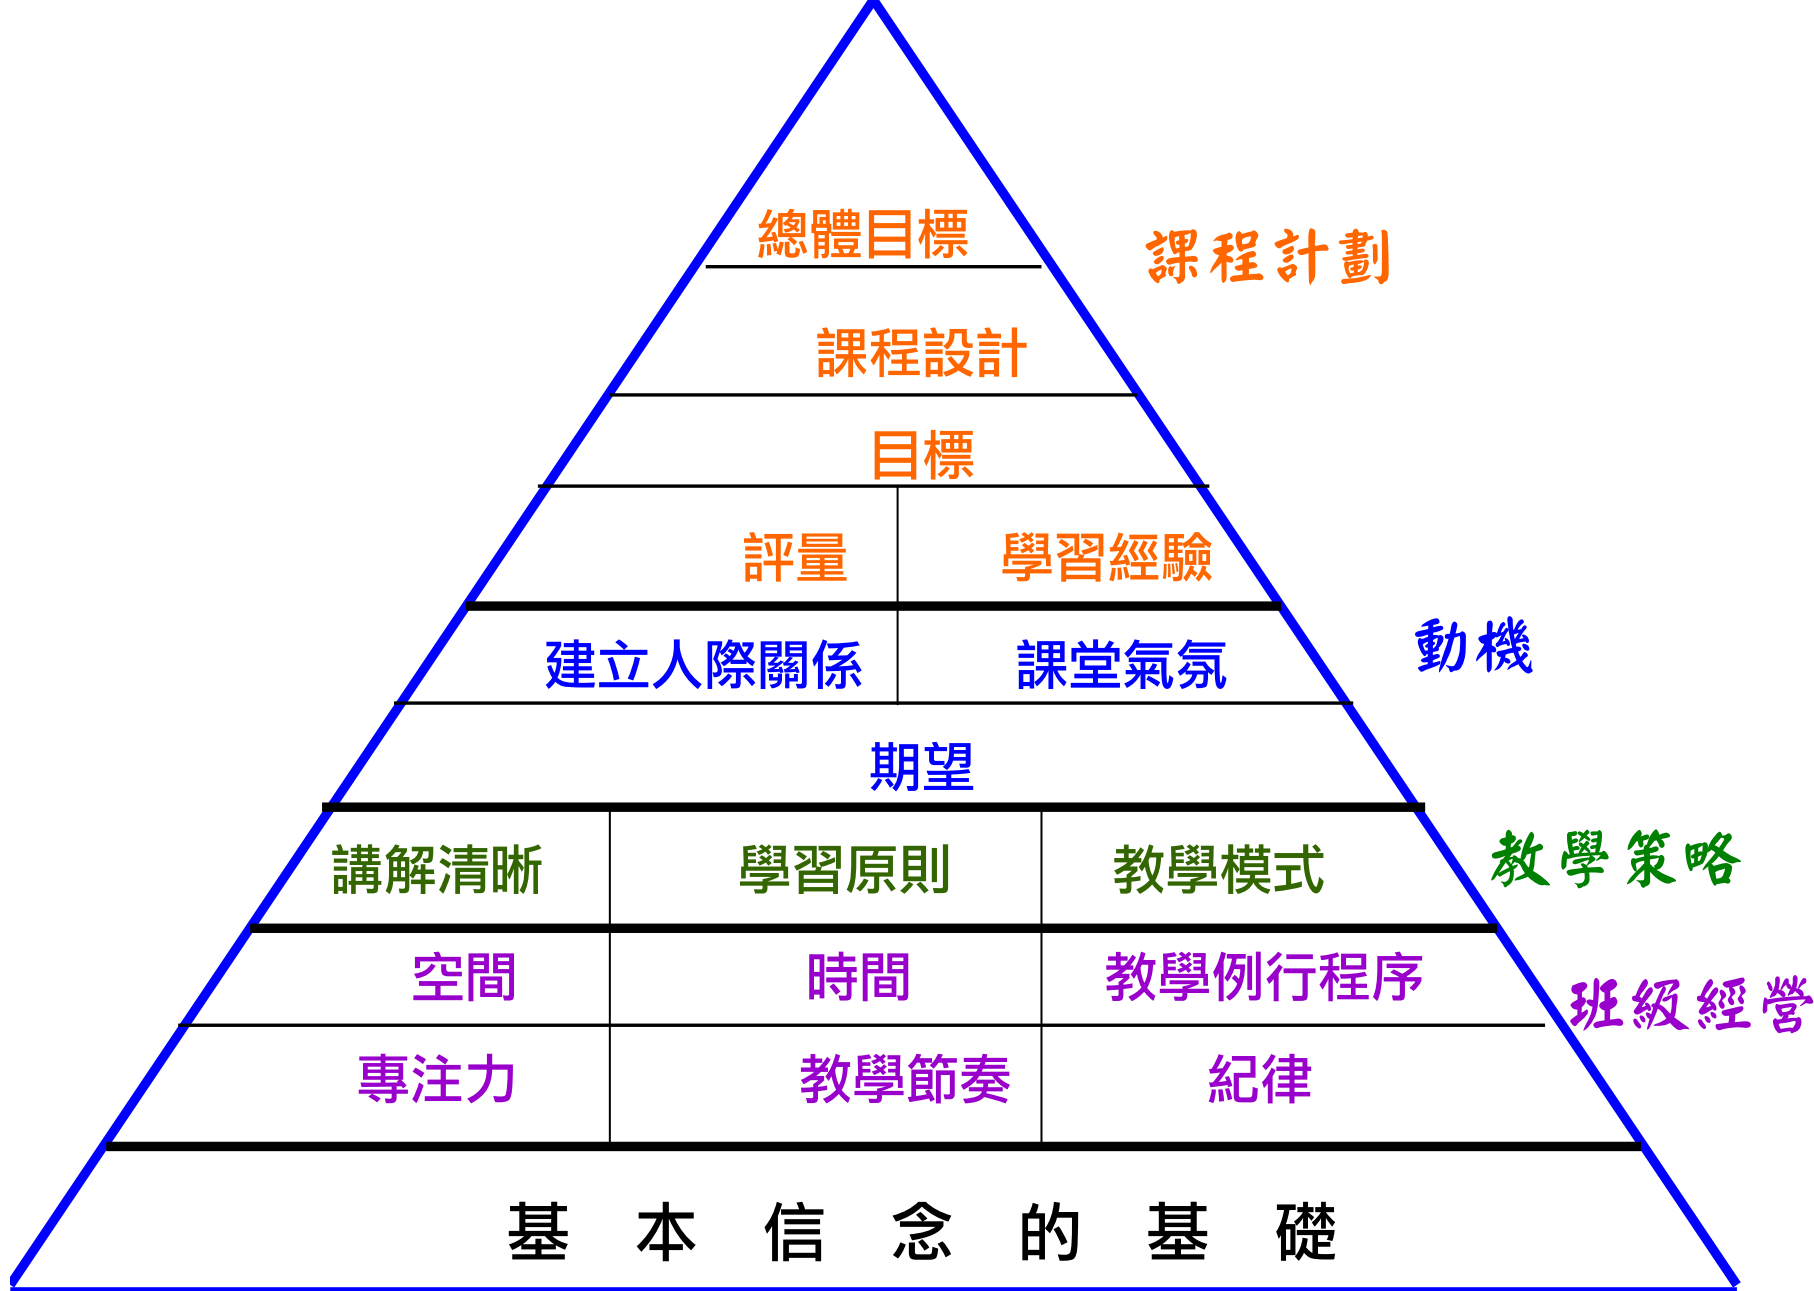 總體目標
課程計劃
課程設計
目標
評量 學習經驗
建立人際關係 課堂氣氛
動機
期望
講解清晰 學習原則 教學模式
教學策略
空間 時間 教學例行程序
班級經營
專注力 教學節奏 紀律
基本信念的基礎